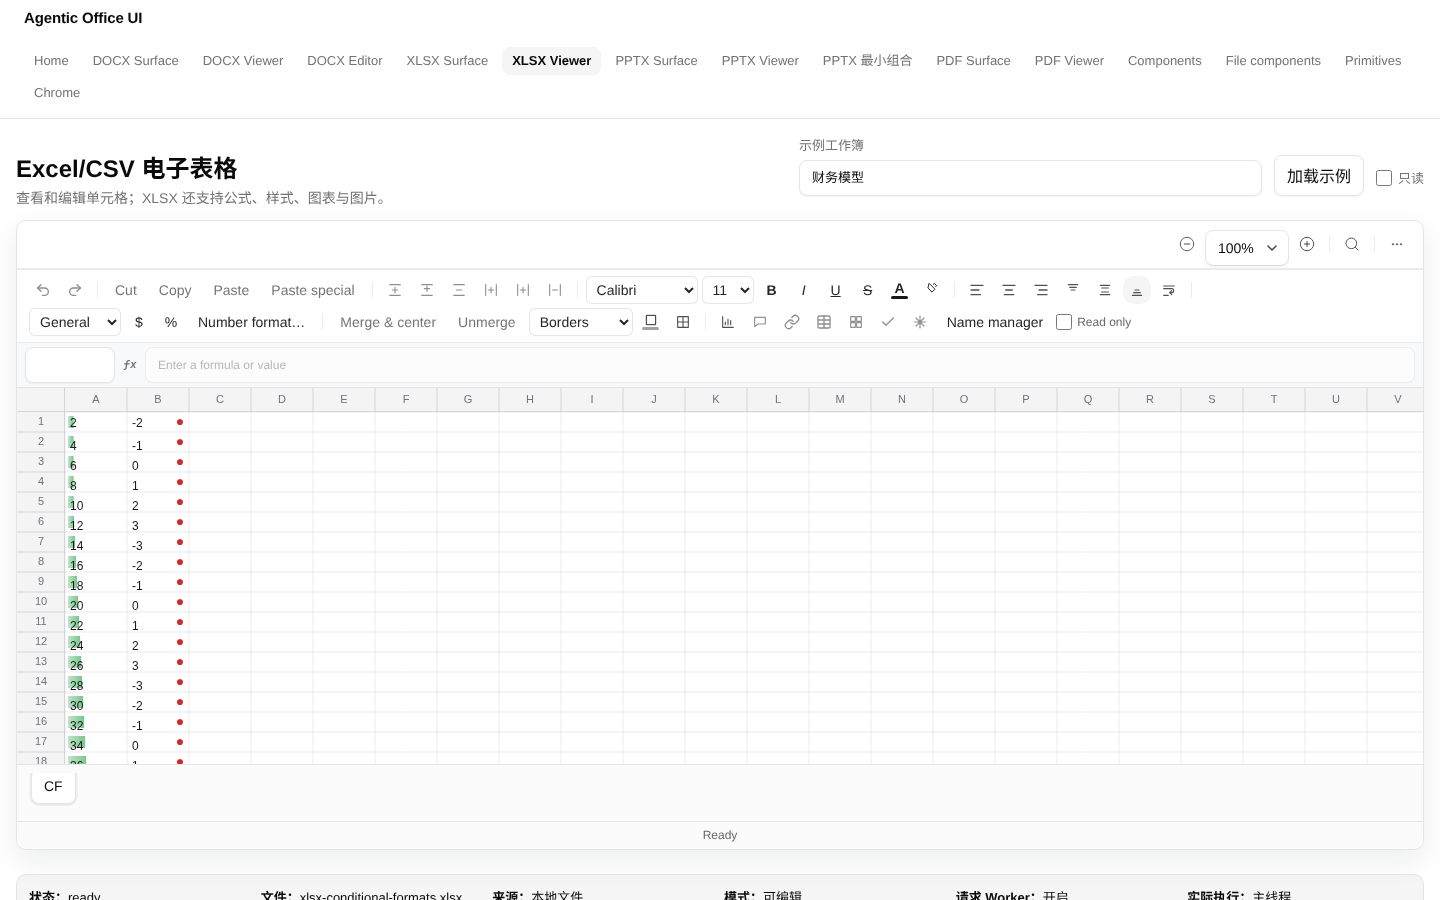 Agentic Office UI
Home DOCX Surface DOCX Viewer DOCX Editor XLSX Surface XLSX Viewer PPTX Surface PPTX Viewer PPTX 最小组合 PDF Surface PDF Viewer Components File components Primitives
Chrome
示例工作簿
Excel/CSV 电子表格
财务模型 加载示例 只读
查看和编辑单元格；XLSX 还支持公式、样式、图表与图片。
100%
Cut Copy Paste Paste special Calibri 11 B I U S A
General $ % Number format… Merge & center Unmerge Borders Name manager Read only
fx Enter a formula or value
A B C D E F G H I J K L M N O P Q R S T U V
1 2 -2
2 4 -1
3 6 0
4 8 1
5 10 2
6 12 3
7 14 -3
8 16 -2
9 18 -1
10 20 0
11 22 1
12 24 2
13 26 3
14 28 -3
15 30 -2
16 32 -1
17 34 0
18 36 1
CF
Ready
状态：ready 文件：xlsx-conditional-formats.xlsx 来源：本地文件 模式：可编辑 请求 Worker：开启 实际执行：主线程